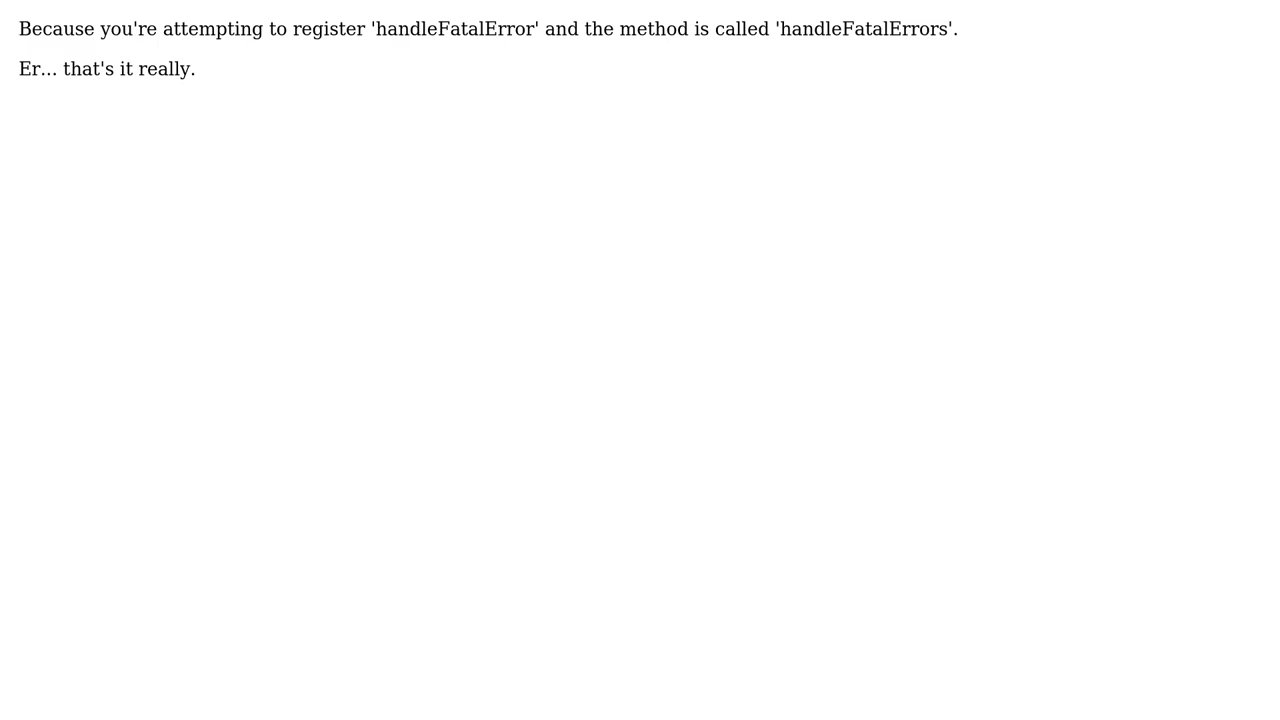 Because you're attempting to register 'handleFatalError' and the method is called 'handleFatalErrors'.
Er... that's it really.